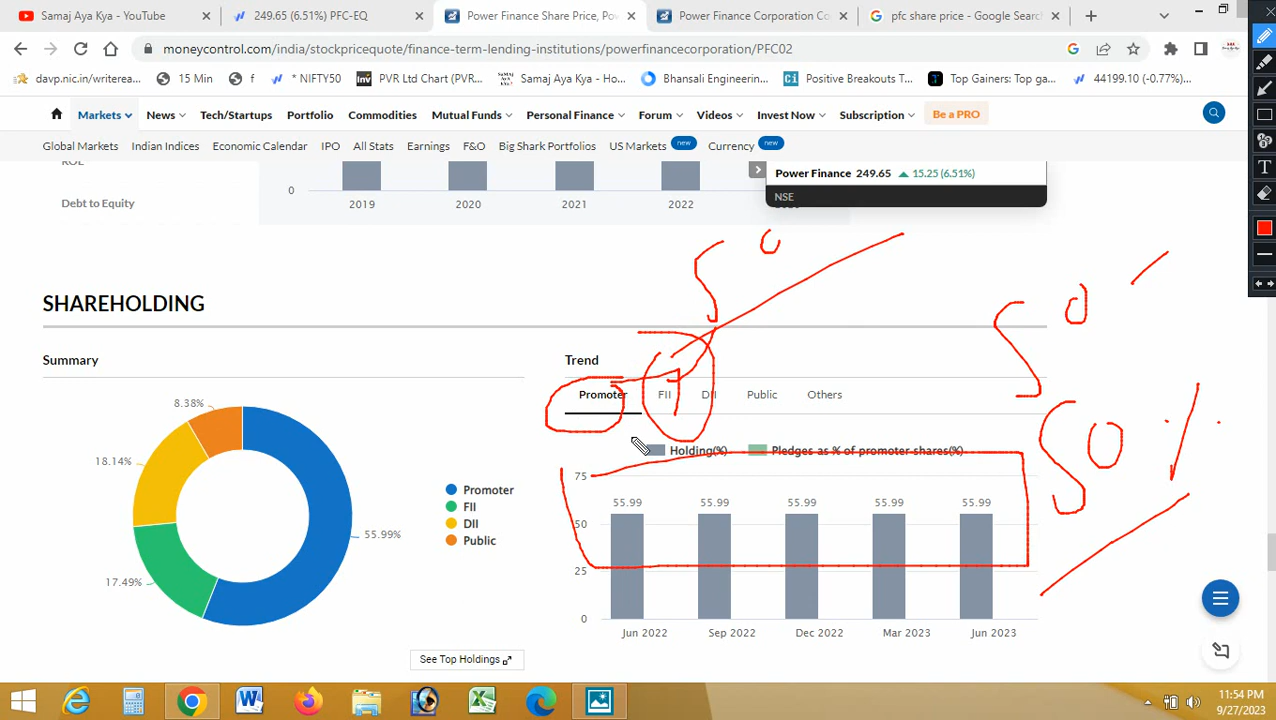 Samaj Aya Kya - YouTube × 249.65 (6.51%) PFC-EQ × Power Finance Share Price, Pow × Power Finance Corporation Co × pfc share price - Google Search ×
moneycontrol.com/india/stockpricequote/finance-term-lending-institutions/powerfinancecorporation/PFC02
davp.nic.in/writerea... 15 Min f * NIFTY50 PVR Ltd Chart (PVR... Samaj Aya Kya - Ho... Bhansali Engineerin... Positive Breakouts T... Top Gainers: Top ga... 44199.10 (-0.77%)...
Markets News Tech/Startups Portfolio Commodities Mutual Funds Personal Finance Forum Videos Invest Now Subscription Be a PRO
Global Markets Indian Indices Economic Calendar IPO All Stats Earnings F&O Big Shark Portfolios US Markets new Currency new
ROE
Power Finance 249.65 ▲ 15.25 (6.51%)
0
NSE
Debt to Equity 2019 2020 2021 2022
50
50
SHAREHOLDING
Summary Trend
Promoter FII DII Public Others
8.38%
50%
Holding(%) Pledges as % of promoter shares(%)
18.14%
75
Promoter
FII
DII
Public
55.99 55.99 55.99 55.99 55.99
50
55.99%
25
17.49%
0
Jun 2022 Sep 2022 Dec 2022 Mar 2023 Jun 2023
See Top Holdings
11:54 PM
9/27/2023